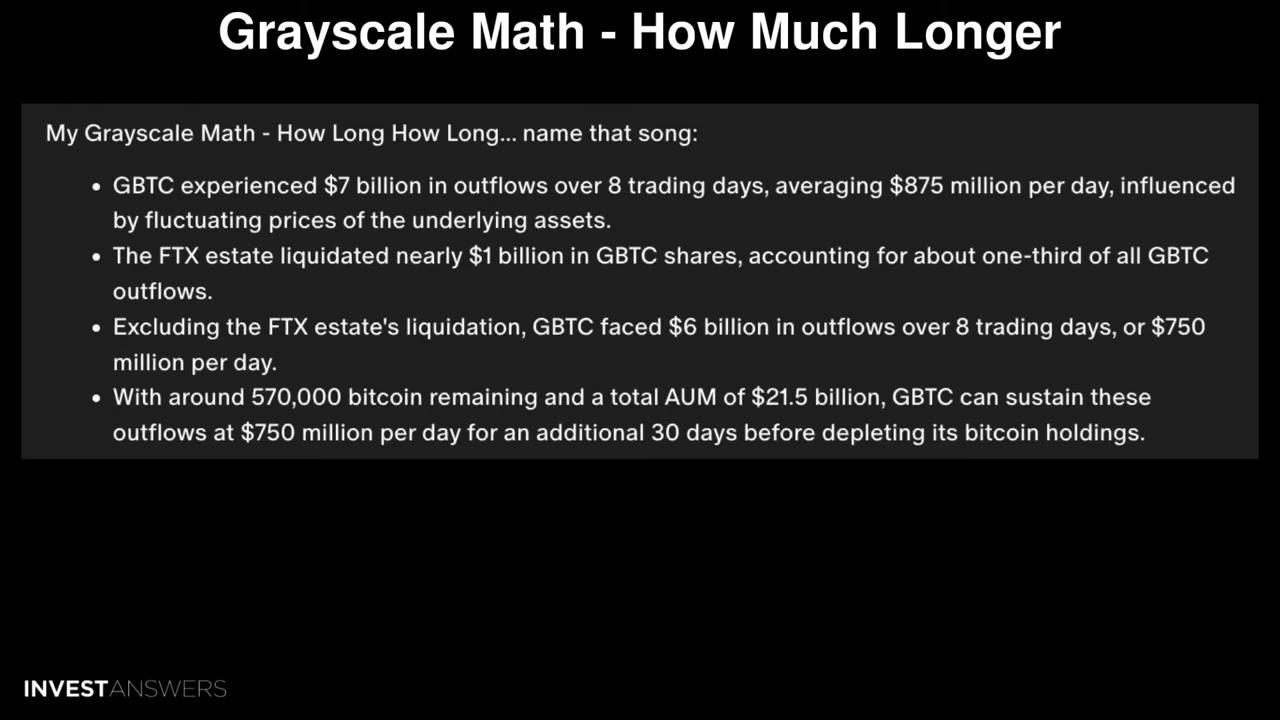 Grayscale Math - How Much Longer
My Grayscale Math - How Long How Long... name that song:
• GBTC experienced $7 billion in outflows over 8 trading days, averaging $875 million per day, influenced
by fluctuating prices of the underlying assets.
• The FTX estate liquidated nearly $1 billion in GBTC shares, accounting for about one-third of all GBTC
outflows.
• Excluding the FTX estate's liquidation, GBTC faced $6 billion in outflows over 8 trading days, or $750
million per day.
• With around 570,000 bitcoin remaining and a total AUM of $21.5 billion, GBTC can sustain these
outflows at $750 million per day for an additional 30 days before depleting its bitcoin holdings.
INVESTANSWERS